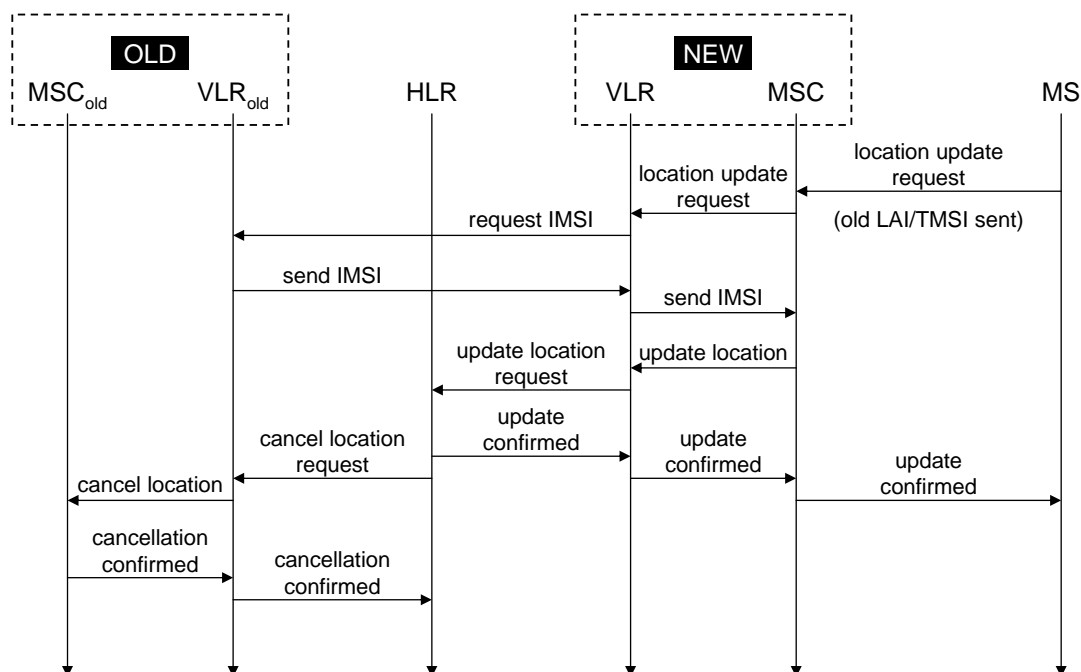 OLD
NEW
MSCold
VLRold
HLR
VLR
MSC
MS
location update
request
location update
request
(old LAI/TMSI sent)
request IMSI
send IMSI
send IMSI
update location
request
update location
update
confirmed
cancel location
request
update
confirmed
update
confirmed
cancel location
cancellation
confirmed
cancellation
confirmed